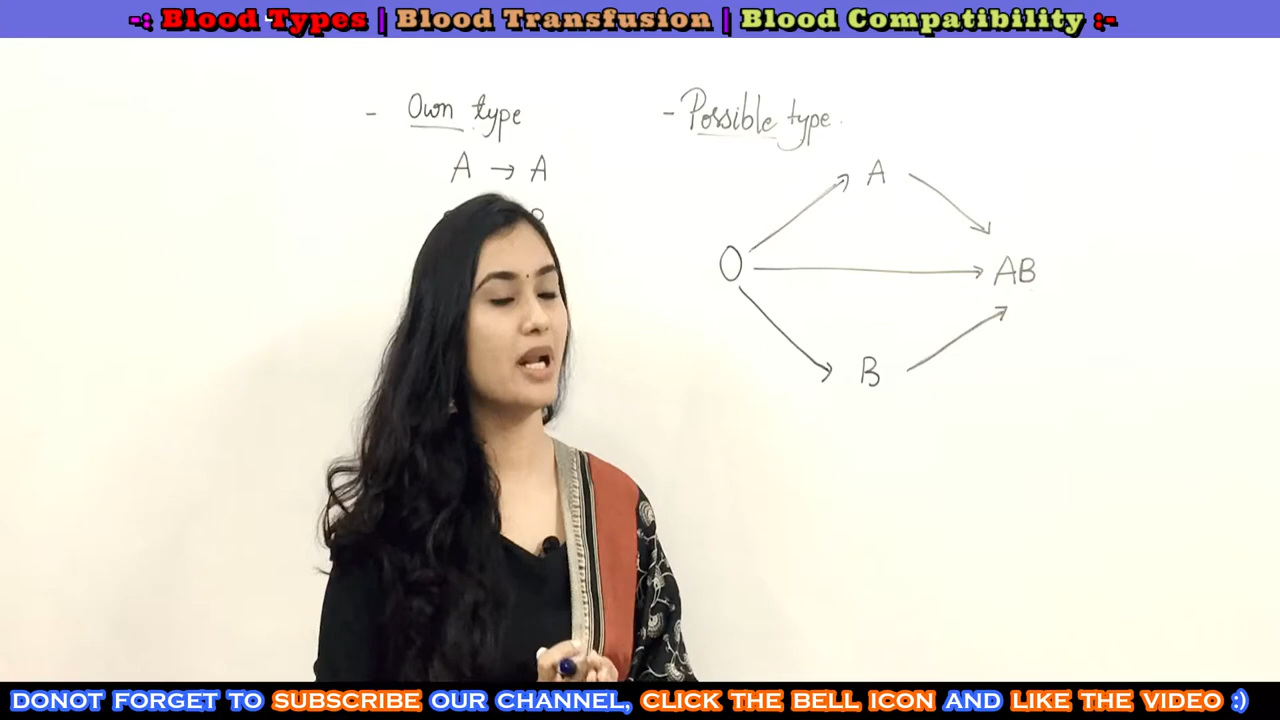 -: Blood Types | Blood Transfusion | Blood Compatibility :-
- Own type
A → A
- Possible type.
A
O
AB
B
DONOT FORGET TO SUBSCRIBE OUR CHANNEL, CLICK THE BELL ICON AND LIKE THE VIDEO :)